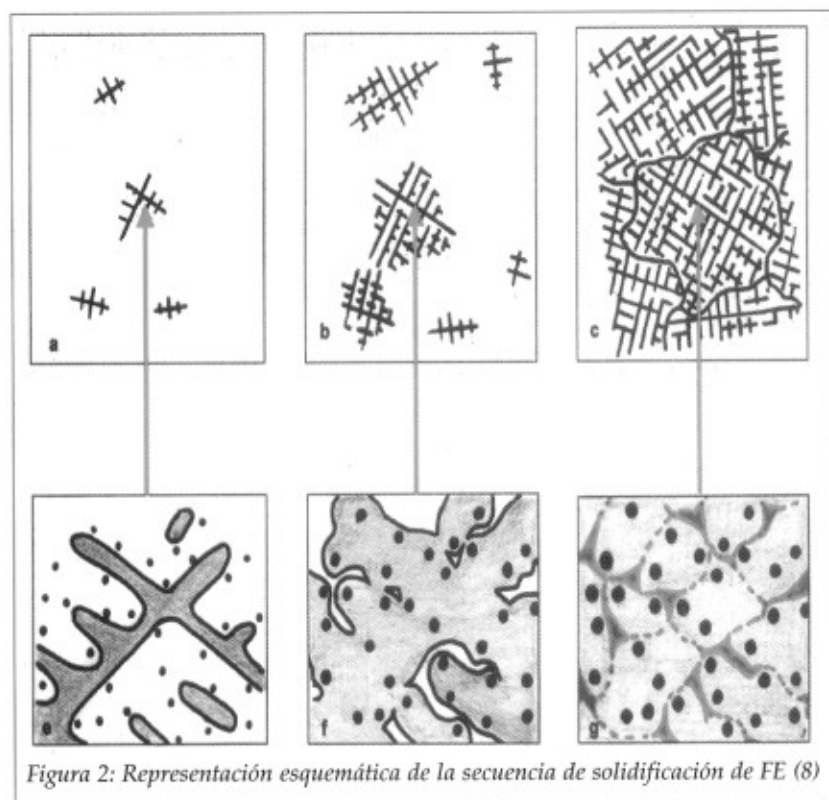 a
b
c
e
f
g
Figura 2: Representación esquemática de la secuencia de solidificación de FE (8)